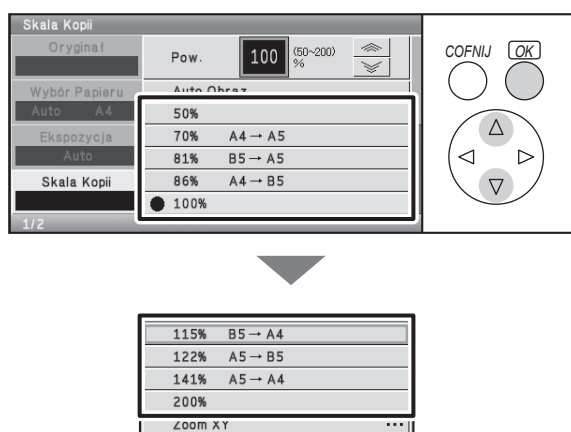 Skala Kopii
Oryginał
Pow. 100 (50~200) %
Wybór Papieru
Auto A4
Auto Obraz
Ekspozycja
Auto
Skala Kopii
50%
70% A4→A5
81% B5→A5
86% A4→B5
100%
1/2
COFNIJ OK
115% B5→A4
122% A5→B5
141% A5→A4
200%
Zoom XY ...